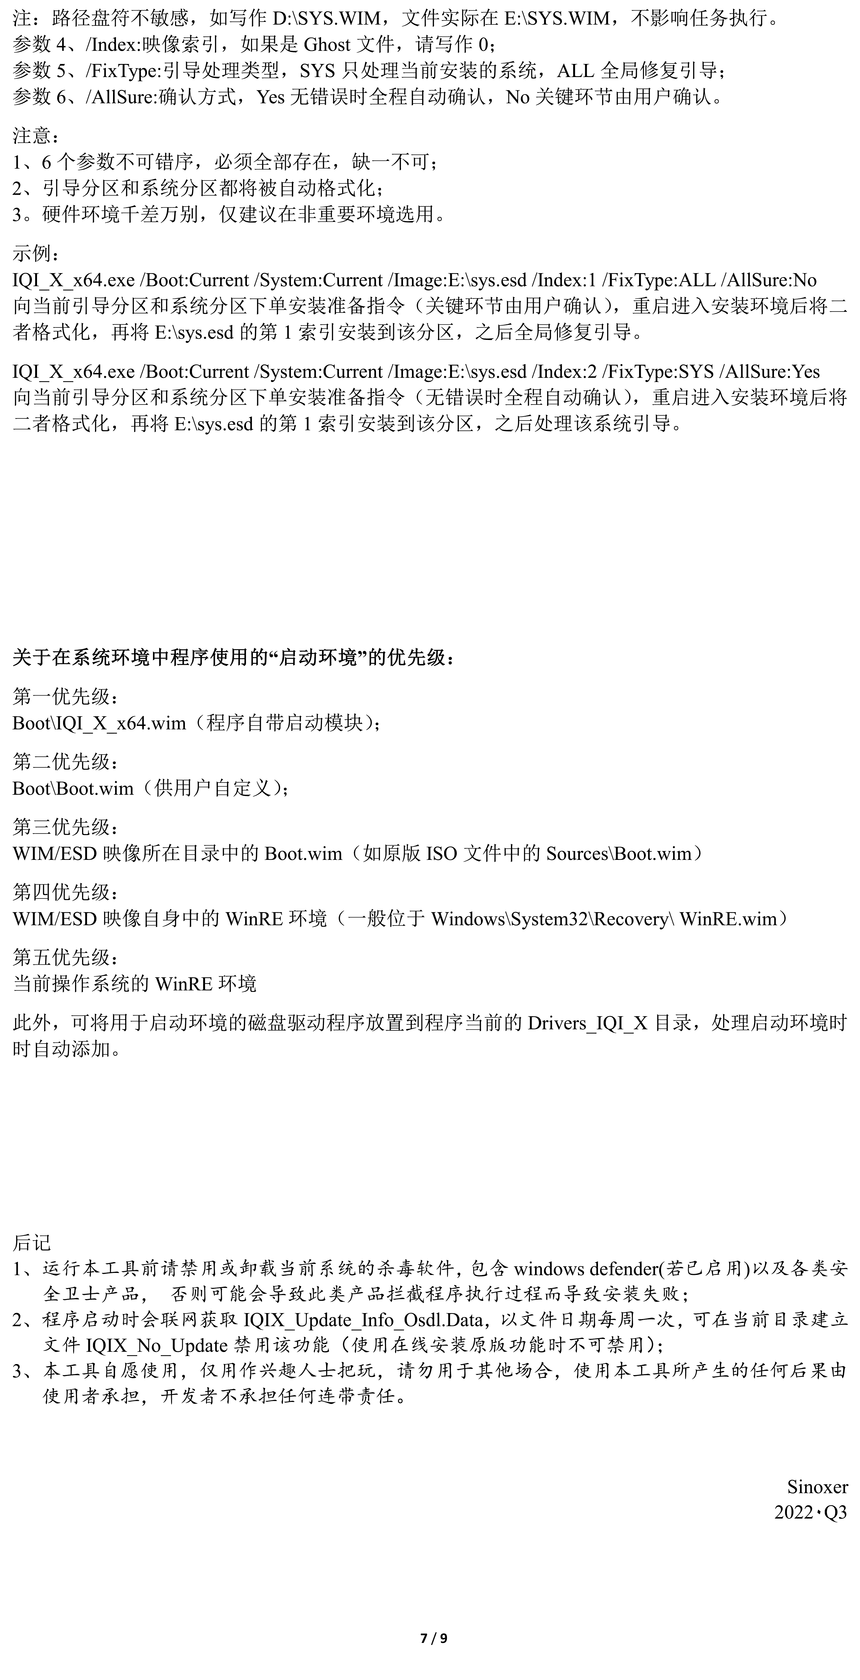 注：路径盘符不敏感，如写作 D:\SYS.WIM，文件实际在 E:\SYS.WIM，不影响任务执行。
参数 4、/Index:映像索引，如果是 Ghost 文件，请写作 0；
参数 5、/FixType:引导处理类型，SYS 只处理当前安装的系统，ALL 全局修复引导；
参数 6、/AllSure:确认方式，Yes 无错误时全程自动确认，No 关键环节由用户确认。
注意：
1、6 个参数不可错序，必须全部存在，缺一不可；
2、引导分区和系统分区都将被自动格式化；
3。硬件环境千差万别，仅建议在非重要环境选用。
示例：
IQI_X_x64.exe /Boot:Current /System:Current /Image:E:\sys.esd /Index:1 /FixType:ALL /AllSure:No
向当前引导分区和系统分区下单安装准备指令（关键环节由用户确认），重启进入安装环境后将二
者格式化，再将 E:\sys.esd 的第 1 索引安装到该分区，之后全局修复引导。
IQI_X_x64.exe /Boot:Current /System:Current /Image:E:\sys.esd /Index:2 /FixType:SYS /AllSure:Yes
向当前引导分区和系统分区下单安装准备指令（无错误时全程自动确认），重启进入安装环境后将
二者格式化，再将 E:\sys.esd 的第 1 索引安装到该分区，之后处理该系统引导。
关于在系统环境中程序使用的“启动环境”的优先级：
第一优先级：
Boot\IQI_X_x64.wim（程序自带启动模块）；
第二优先级：
Boot\Boot.wim（供用户自定义）；
第三优先级：
WIM/ESD 映像所在目录中的 Boot.wim（如原版 ISO 文件中的 Sources\Boot.wim）
第四优先级：
WIM/ESD 映像自身中的 WinRE 环境（一般位于 Windows\System32\Recovery\ WinRE.wim）
第五优先级：
当前操作系统的 WinRE 环境
此外，可将用于启动环境的磁盘驱动程序放置到程序当前的 Drivers_IQI_X 目录，处理启动环境时
时自动添加。
后记
1、运行本工具前请禁用或卸载当前系统的杀毒软件，包含 windows defender(若已启用)以及各类安
全卫士产品， 否则可能会导致此类产品拦截程序执行过程而导致安装失败；
2、程序启动时会联网获取 IQIX_Update_Info_Osdl.Data，以文件日期每周一次，可在当前目录建立
文件 IQIX_No_Update 禁用该功能（使用在线安装原版功能时不可禁用）；
3、本工具自愿使用，仅用作兴趣人士把玩，请勿用于其他场合，使用本工具所产生的任何后果由
使用者承担，开发者不承担任何连带责任。
Sinoxer
2022·Q3
7 / 9